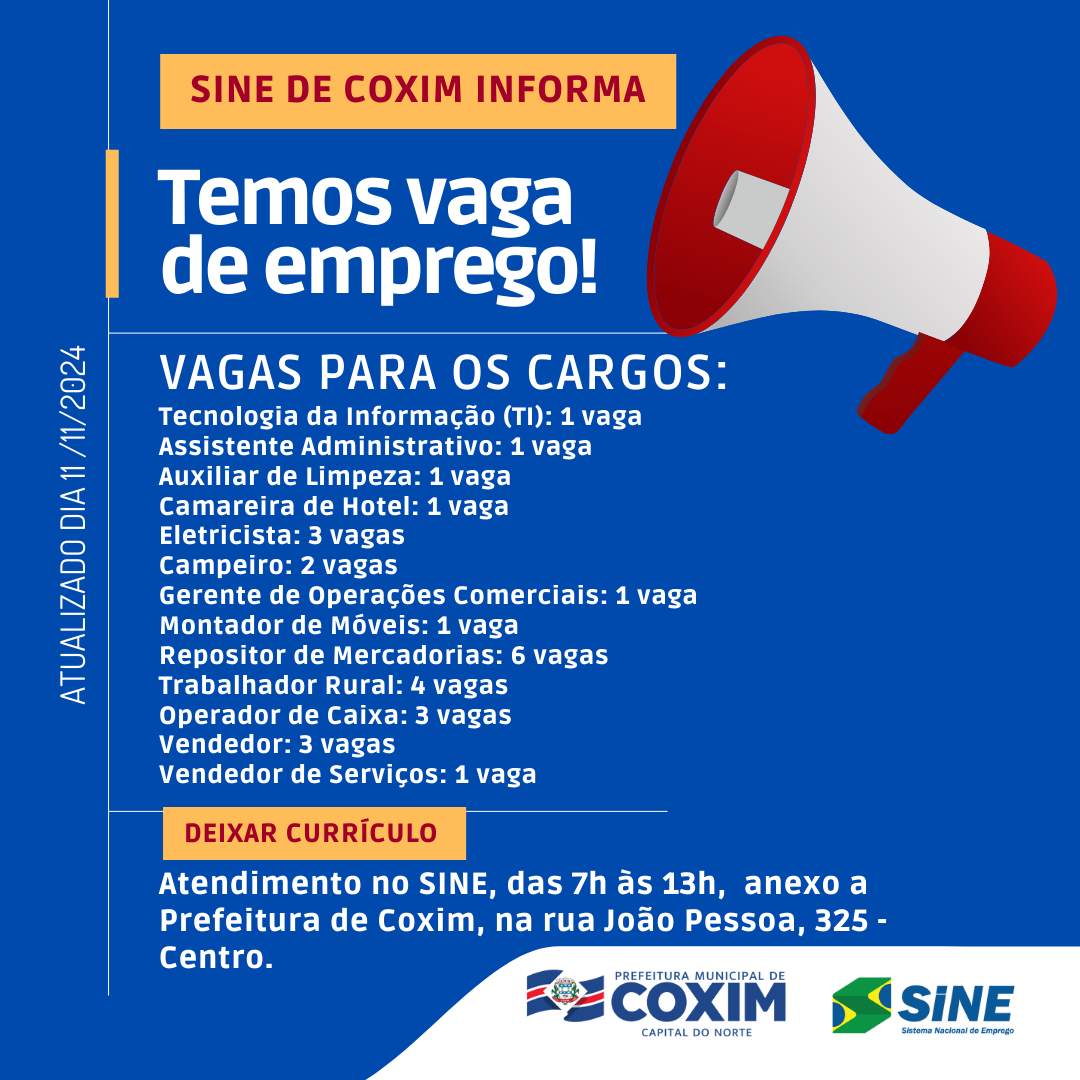 SINE DE COXIM INFORMA
Temos vaga
de emprego!
ATUALIZADO DIA 11 /11/2024
VAGAS PARA OS CARGOS:
Tecnologia da Informação (TI): 1 vaga
Assistente Administrativo: 1 vaga
Auxiliar de Limpeza: 1 vaga
Camareira de Hotel: 1 vaga
Eletricista: 3 vagas
Campeiro: 2 vagas
Gerente de Operações Comerciais: 1 vaga
Montador de Móveis: 1 vaga
Repositor de Mercadorias: 6 vagas
Trabalhador Rural: 4 vagas
Operador de Caixa: 3 vagas
Vendedor: 3 vagas
Vendedor de Serviços: 1 vaga
DEIXAR CURRÍCULO
Atendimento no SINE, das 7h às 13h, anexo a
Prefeitura de Coxim, na rua João Pessoa, 325 -
Centro.
PREFEITURA MUNICIPAL DE
COXIM
CAPITAL DO NORTE
SiNE
Sistema Nacional de Emprego